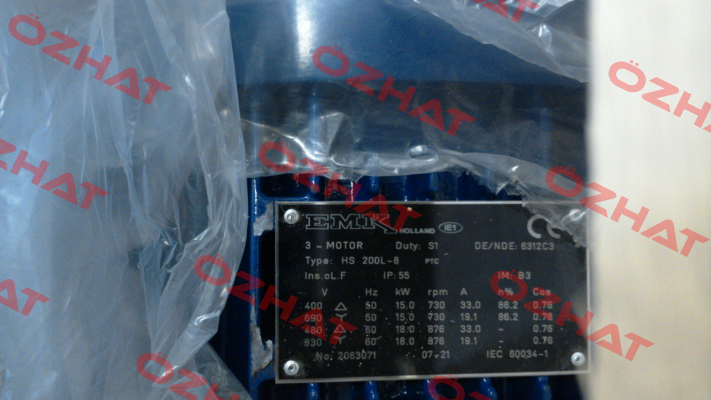 ÖZHAT
ÖZHAT
ÖZHAT
ÖZHAT
ÖZHAT
ÖZHAT
ÖZHAT
ÖZHAT
ÖZHAT
ÖZHAT
EMK HOLLAND IE1 CE
3 - MOTOR Duty: S1 DE/NDE: 6312C3
Type: HS 200L-8 PTC
Ins.cL.F IP:55 IM: B3
V Hz kW rpm A n% Cos
400 △ 50 15.0 730 33.0 86.2 0.76
690 Y 50 15.0 730 19.1 86.2 0.76
480 △ 60 18.0 876 33.0 - 0.76
830 Y 60 18.0 876 19.1 - 0.76
No. 2063071 07-21 IEC 60034-1